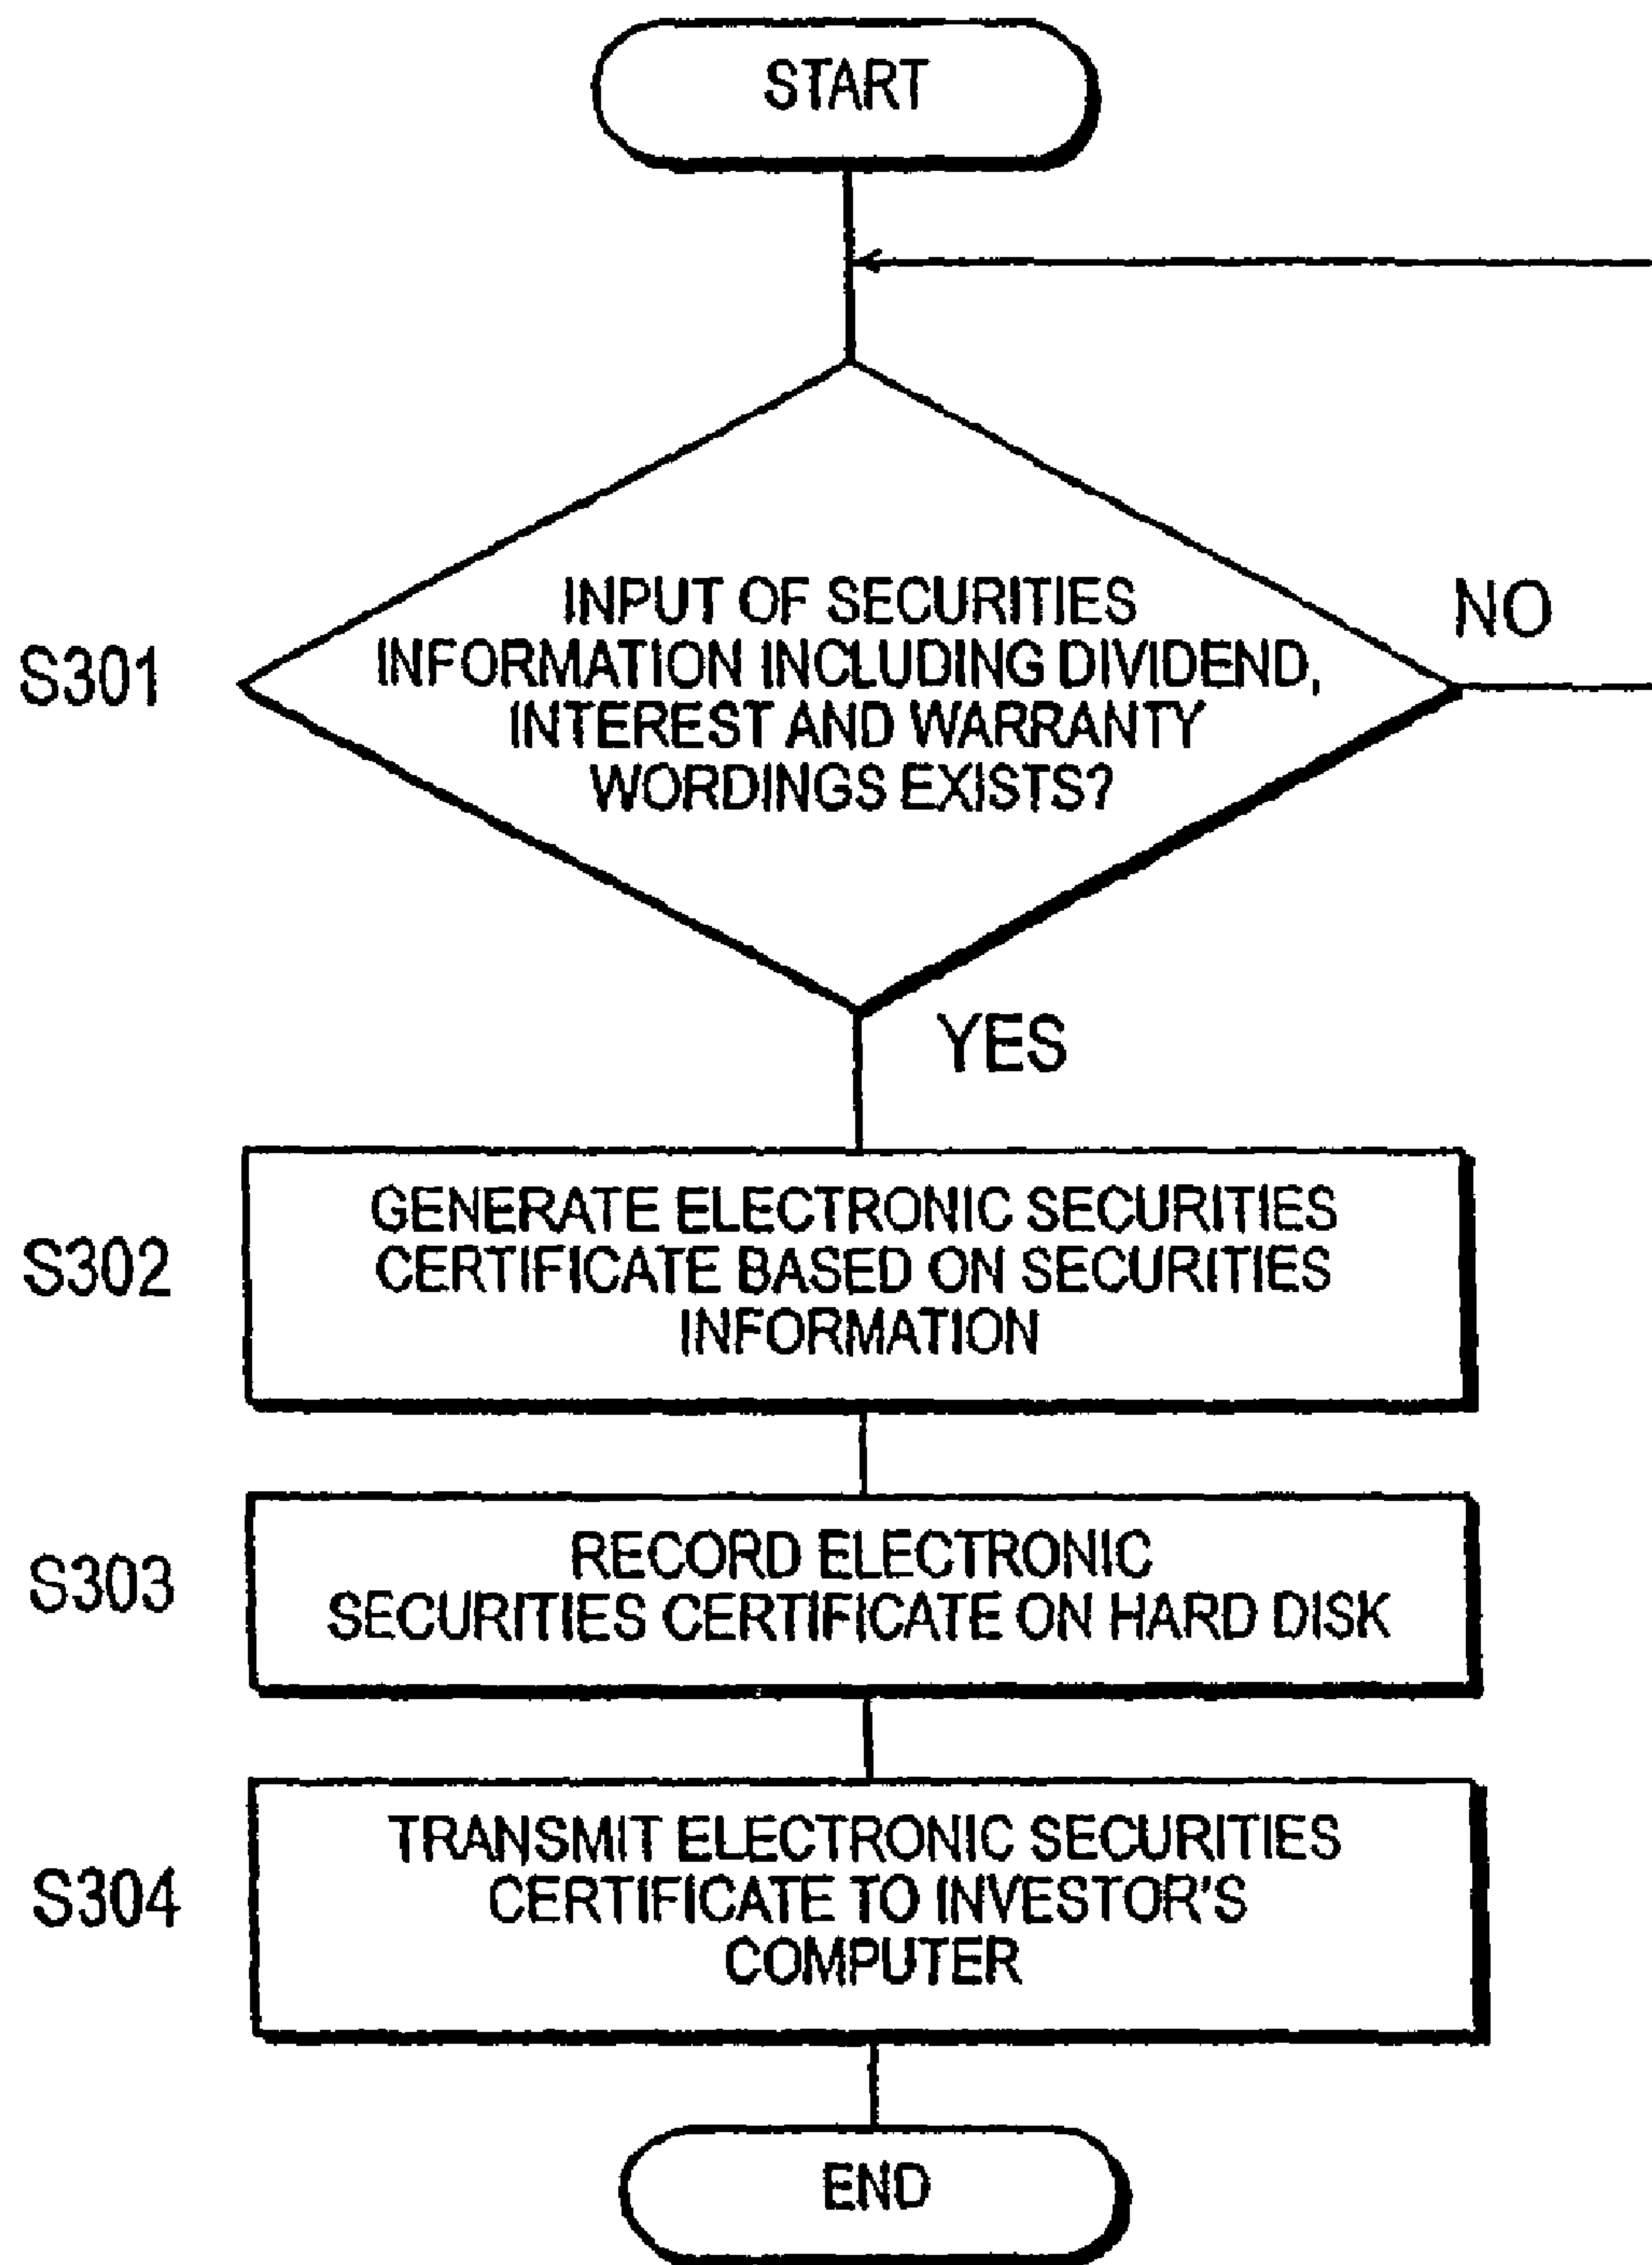 START
S301
INPUT OF SECURITIES
INFORMATION INCLUDING DIVIDEND,
INTEREST AND WARRANTY
WORDINGS EXISTS?
NO
YES
S302
GENERATE ELECTRONIC SECURITIES
CERTIFICATE BASED ON SECURITIES
INFORMATION
S303
RECORD ELECTRONIC
SECURITIES CERTIFICATE ON HARD DISK
S304
TRANSMIT ELECTRONIC SECURITIES
CERTIFICATE TO INVESTOR'S
COMPUTER
END